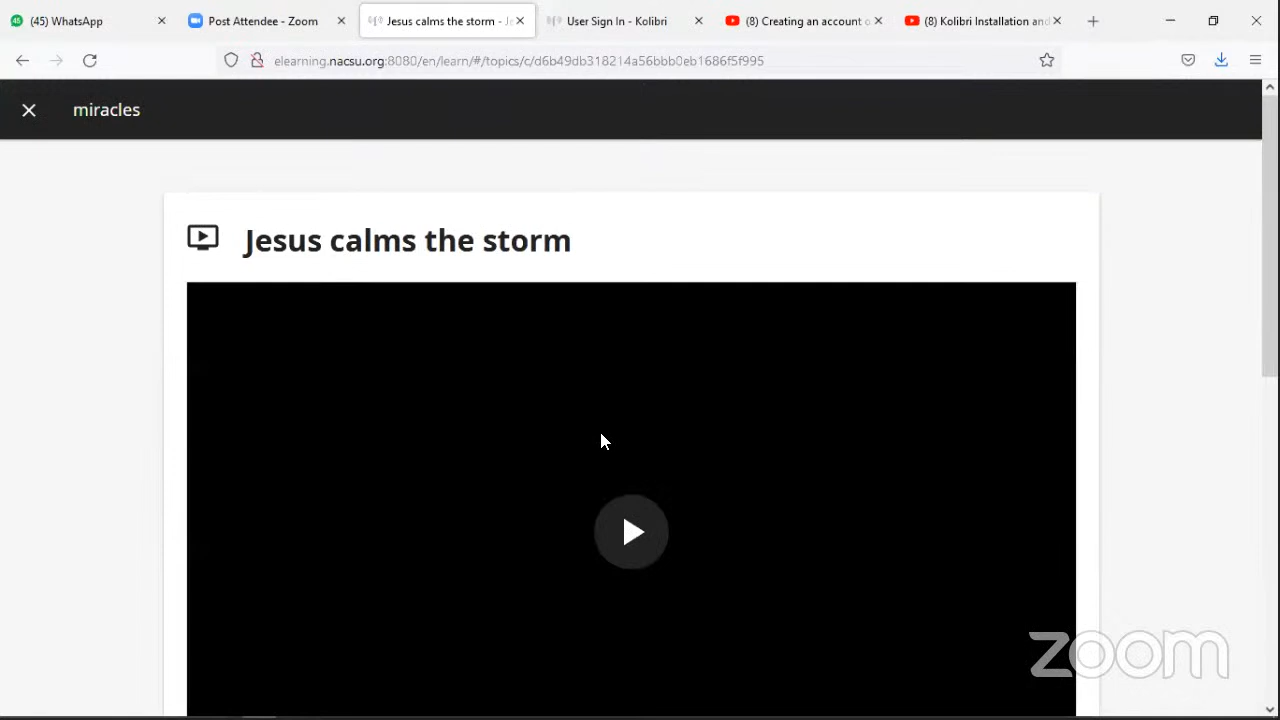 (45) WhatsApp
Post Attendee - Zoom
Jesus calms the storm - Jo
User Sign In - Kolibri
(8) Creating an account o
(8) Kolibri Installation and
elearning.nacsu.org:8080/en/learn/#/topics/c/d6b49db318214a56bbb0eb1686f5f995
miracles
Jesus calms the storm
zoom